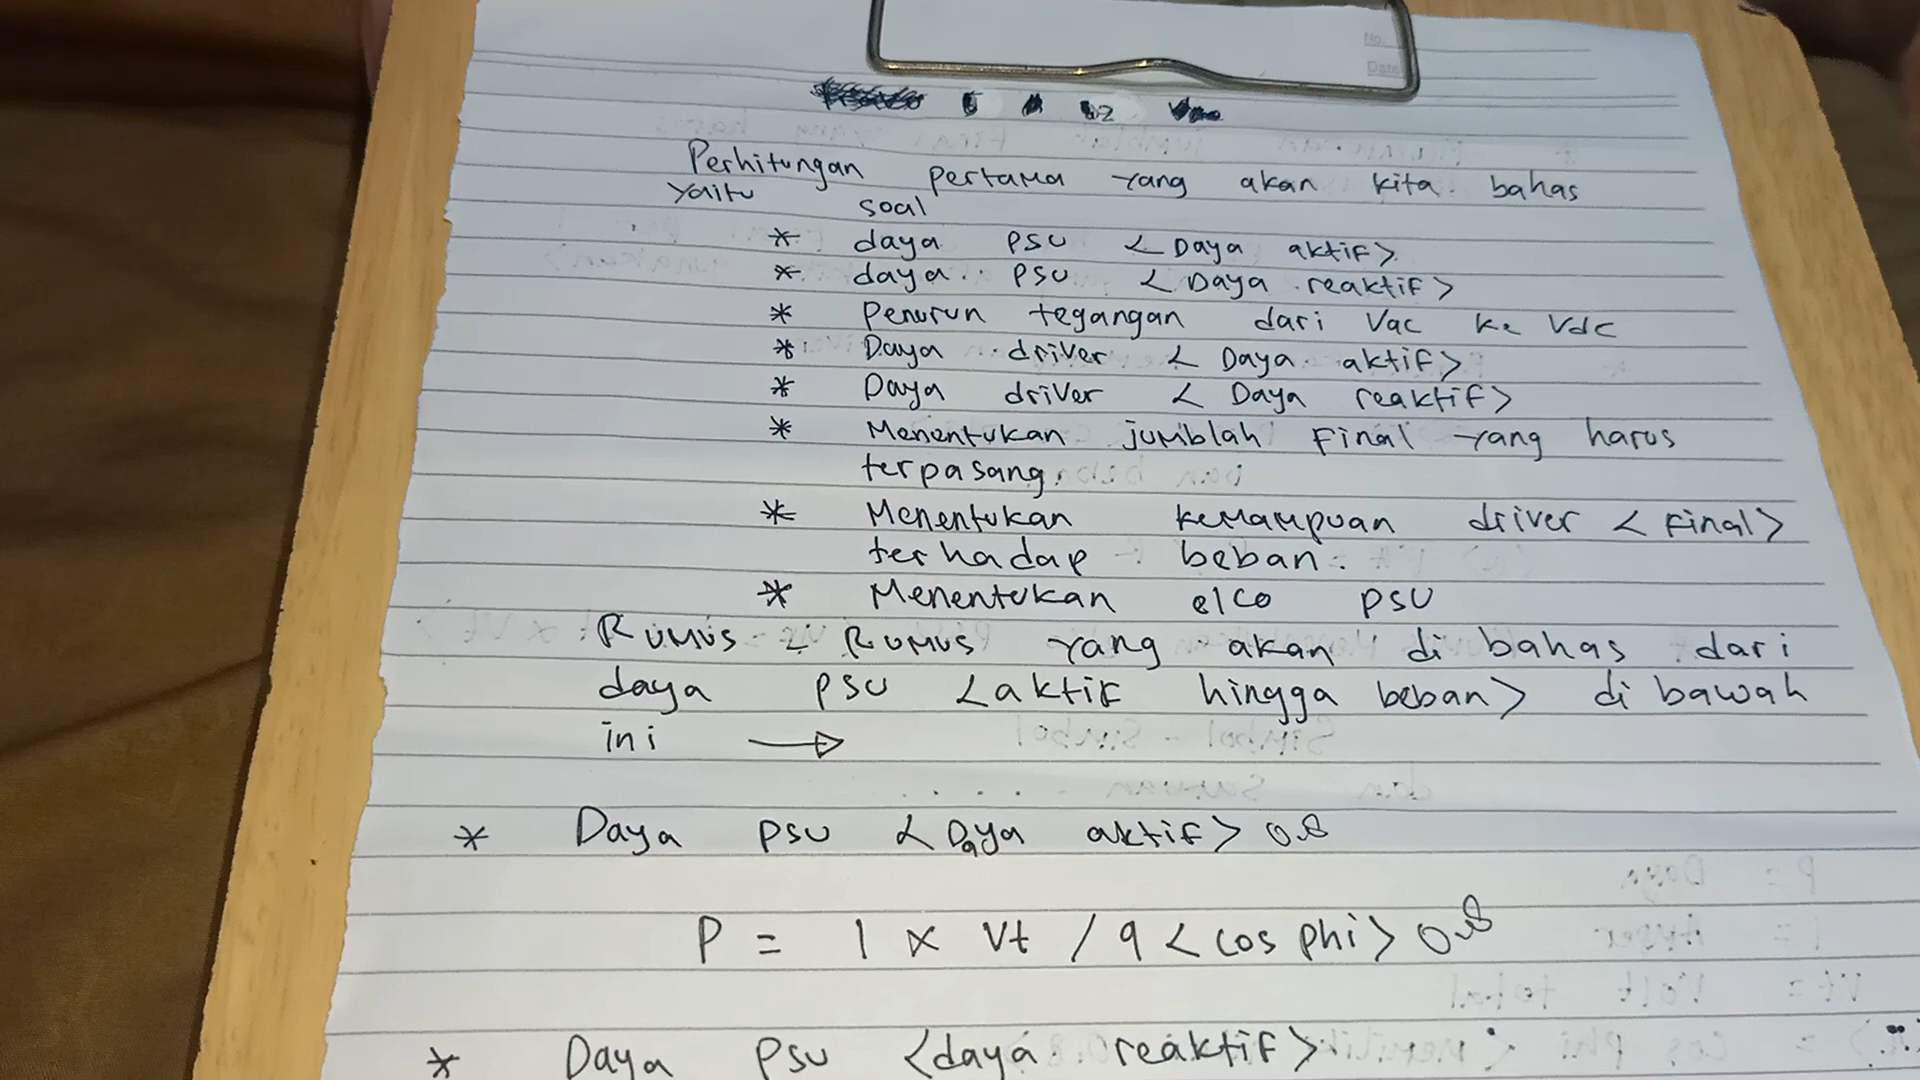 No.
Date
Perhitungan pertama yang akan kita bahas
yaitu soal
* daya psu < Daya aktif>
* daya psu < Daya reaktif>
* Penurun tegangan dari Vac ke Vdc
* Daya driver < Daya aktif>
* Daya driver < Daya reaktif>
* Menentukan jumblah Final yang harus
terpasang.
* Menentukan kemampuan driver < Final>
terhadap beban.
* Menentukan elco PSU
Rumus - Rumus yang akan di bahas dari
daya PSU <aktif hingga beban> di bawah
ini →
* Daya PSU < Daya aktif> 0.8
P = I x Vt / 9 < cos phi> 0.8
* Daya PSU <daya reaktif>